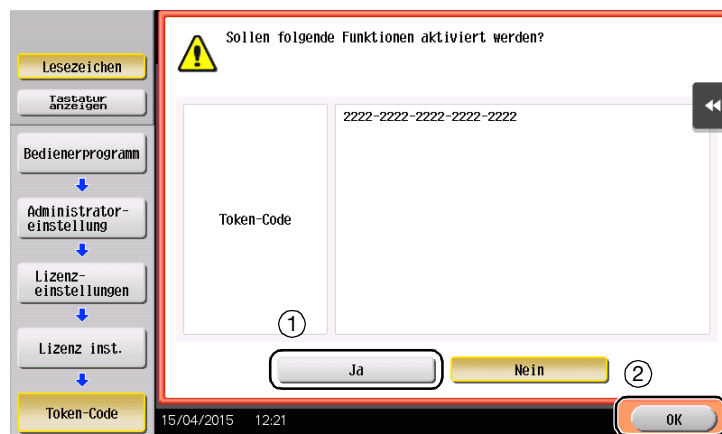 Sollen folgende Funktionen aktiviert werden?
Lesezeichen
Tastatur
anzeigen
Bedienerprogramm
Administrator-
einstellung
Lizenz-
einstellungen
Lizenz inst.
Token-Code
Token-Code
2222-2222-2222-2222-2222
1
Ja
Nein
2
15/04/2015 12:21
OK